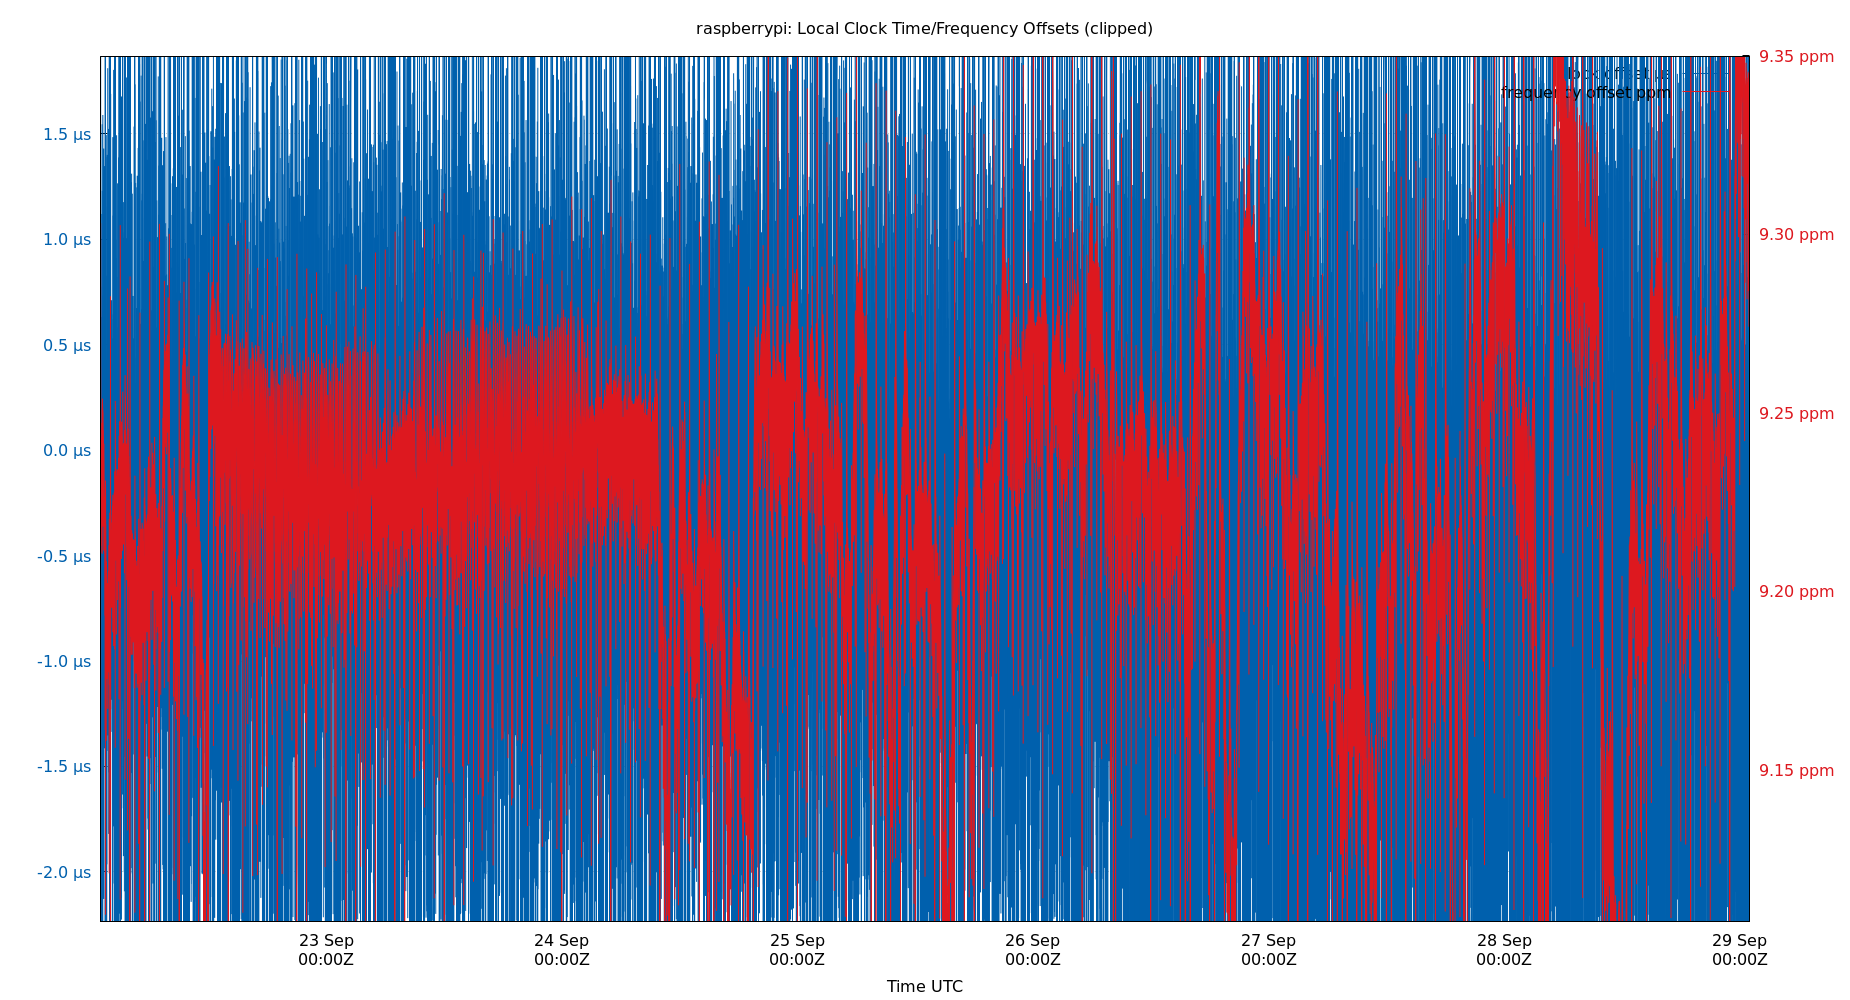 raspberrypi: Local Clock Time/Frequency Offsets (clipped)
9.35 ppm
frequency offset ppm
1.5 µs
1.0 µs
9.30 ppm
0.5 µs
9.25 ppm
0.0 µs
-0.5 µs
9.20 ppm
-1.0 µs
-1.5 µs
9.15 ppm
-2.0 µs
23 Sep 24 Sep 25 Sep 26 Sep 27 Sep 28 Sep 29 Sep
00:00Z 00:00Z 00:00Z 00:00Z 00:00Z 00:00Z 00:00Z
Time UTC